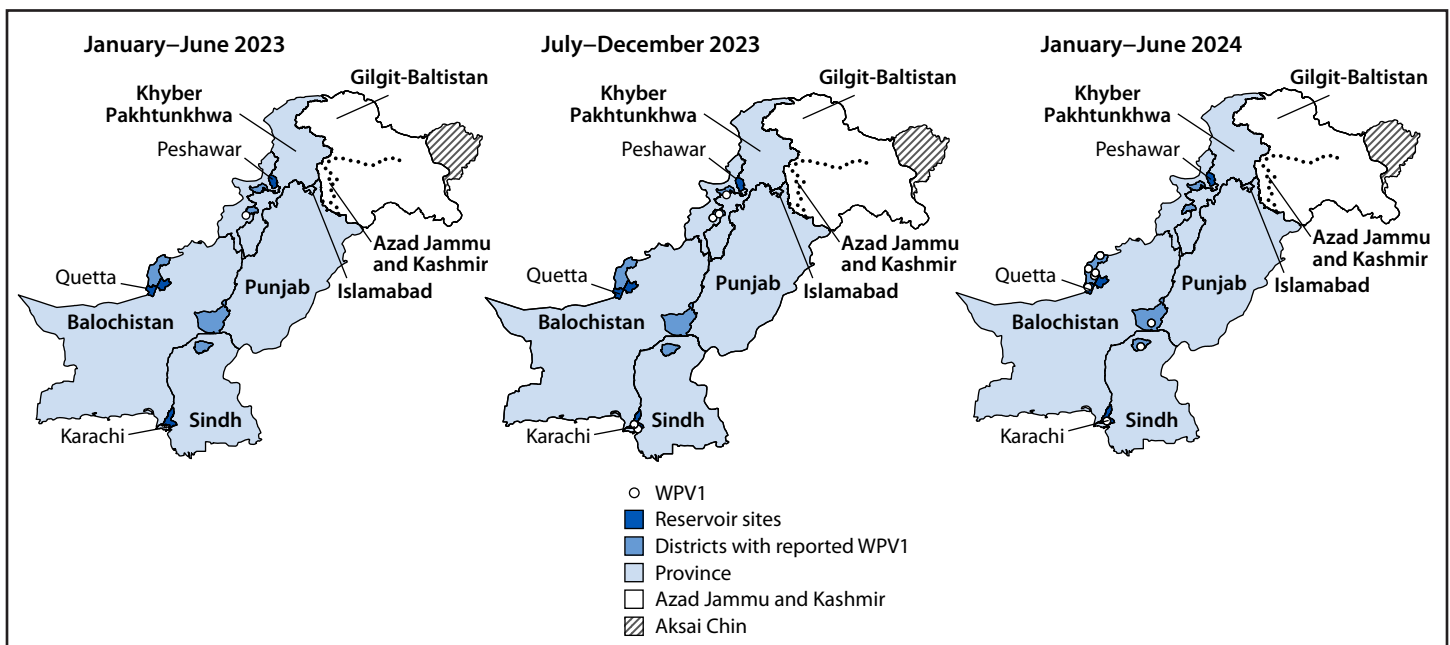 January–June 2023
Gilgit-Baltistan
Khyber
Pakhtunkhwa
Peshawar
Azad Jammu
and Kashmir
Quetta
Punjab
Islamabad
Balochistan
Sindh
Karachi
July–December 2023
Gilgit-Baltistan
Khyber
Pakhtunkhwa
Peshawar
Azad Jammu
and Kashmir
Quetta
Punjab
Islamabad
Balochistan
Sindh
Karachi
January–June 2024
Gilgit-Baltistan
Khyber
Pakhtunkhwa
Peshawar
Azad Jammu
and Kashmir
Quetta
Punjab
Islamabad
Balochistan
Sindh
Karachi
WPV1
Reservoir sites
Districts with reported WPV1
Province
Azad Jammu and Kashmir
Aksai Chin